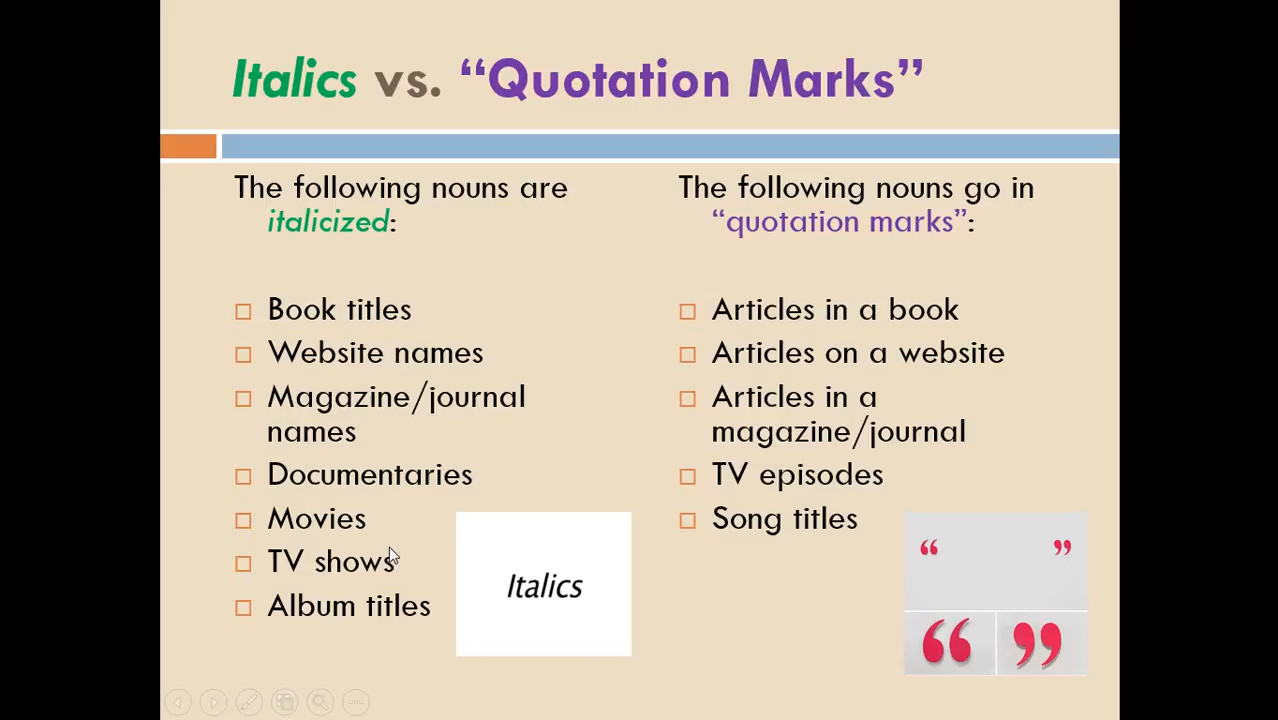 Italics vs. “Quotation Marks”
The following nouns are
italicized:
Book titles
Website names
Magazine/journal
names
Documentaries
Movies
TV shows
Album titles
Italics
The following nouns go in
“quotation marks”:
Articles in a book
Articles on a website
Articles in a
magazine/journal
TV episodes
Song titles
“ ”
“ ”